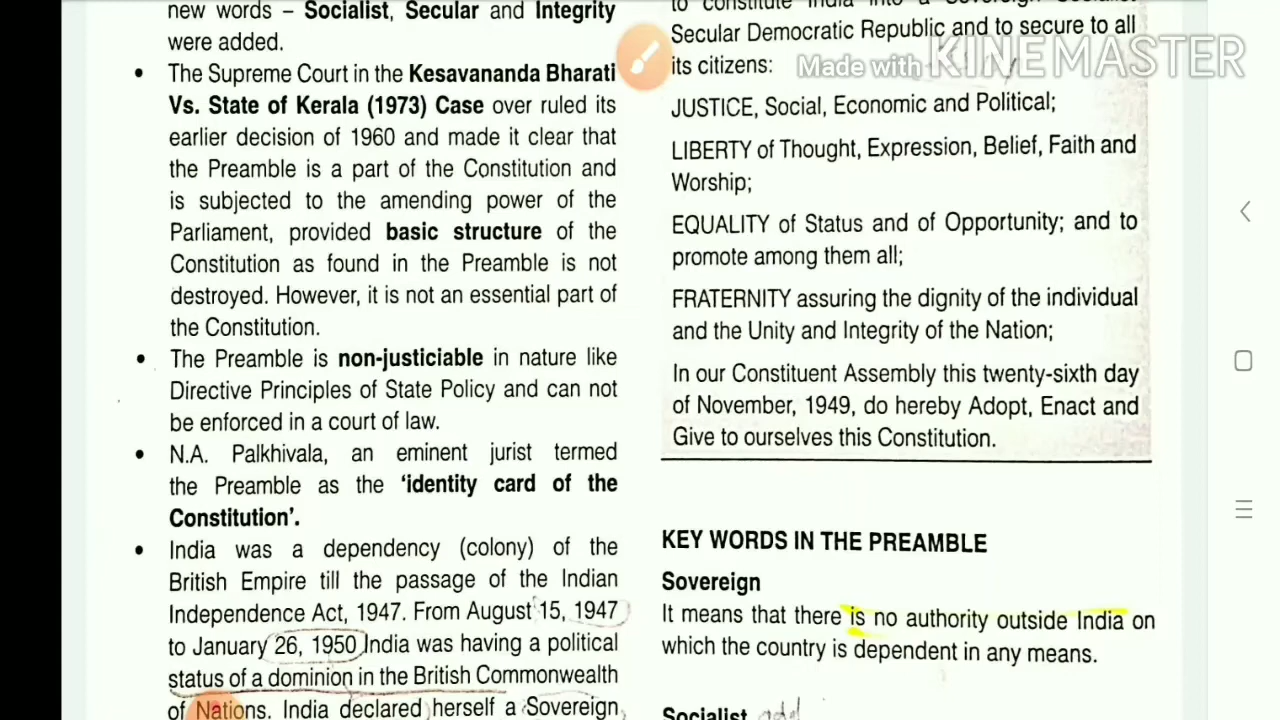 new words – Socialist, Secular and Integrity
were added.
• The Supreme Court in the Kesavananda Bharati
Vs. State of Kerala (1973) Case over ruled its
earlier decision of 1960 and made it clear that
the Preamble is a part of the Constitution and
is subjected to the amending power of the
Parliament, provided basic structure of the
Constitution as found in the Preamble is not
destroyed. However, it is not an essential part of
the Constitution.
• The Preamble is non-justiciable in nature like
Directive Principles of State Policy and can not
be enforced in a court of law.
• N.A. Palkhivala, an eminent jurist termed
the Preamble as the ‘identity card of the
Constitution’.
• India was a dependency (colony) of the
British Empire till the passage of the Indian
Independence Act, 1947. From August 15, 1947
to January 26, 1950 India was having a political
status of a dominion in the British Commonwealth
of Nations. India declared herself a Sovereign
to constitute India into a Sovereign Socialist
Secular Democratic Republic and to secure to all
its citizens:
Made with KINEMASTER
JUSTICE, Social, Economic and Political;
LIBERTY of Thought, Expression, Belief, Faith and
Worship;
EQUALITY of Status and of Opportunity; and to
promote among them all;
FRATERNITY assuring the dignity of the individual
and the Unity and Integrity of the Nation;
In our Constituent Assembly this twenty-sixth day
of November, 1949, do hereby Adopt, Enact and
Give to ourselves this Constitution.
KEY WORDS IN THE PREAMBLE
Sovereign
It means that there is no authority outside India on
which the country is dependent in any means.
Socialist add